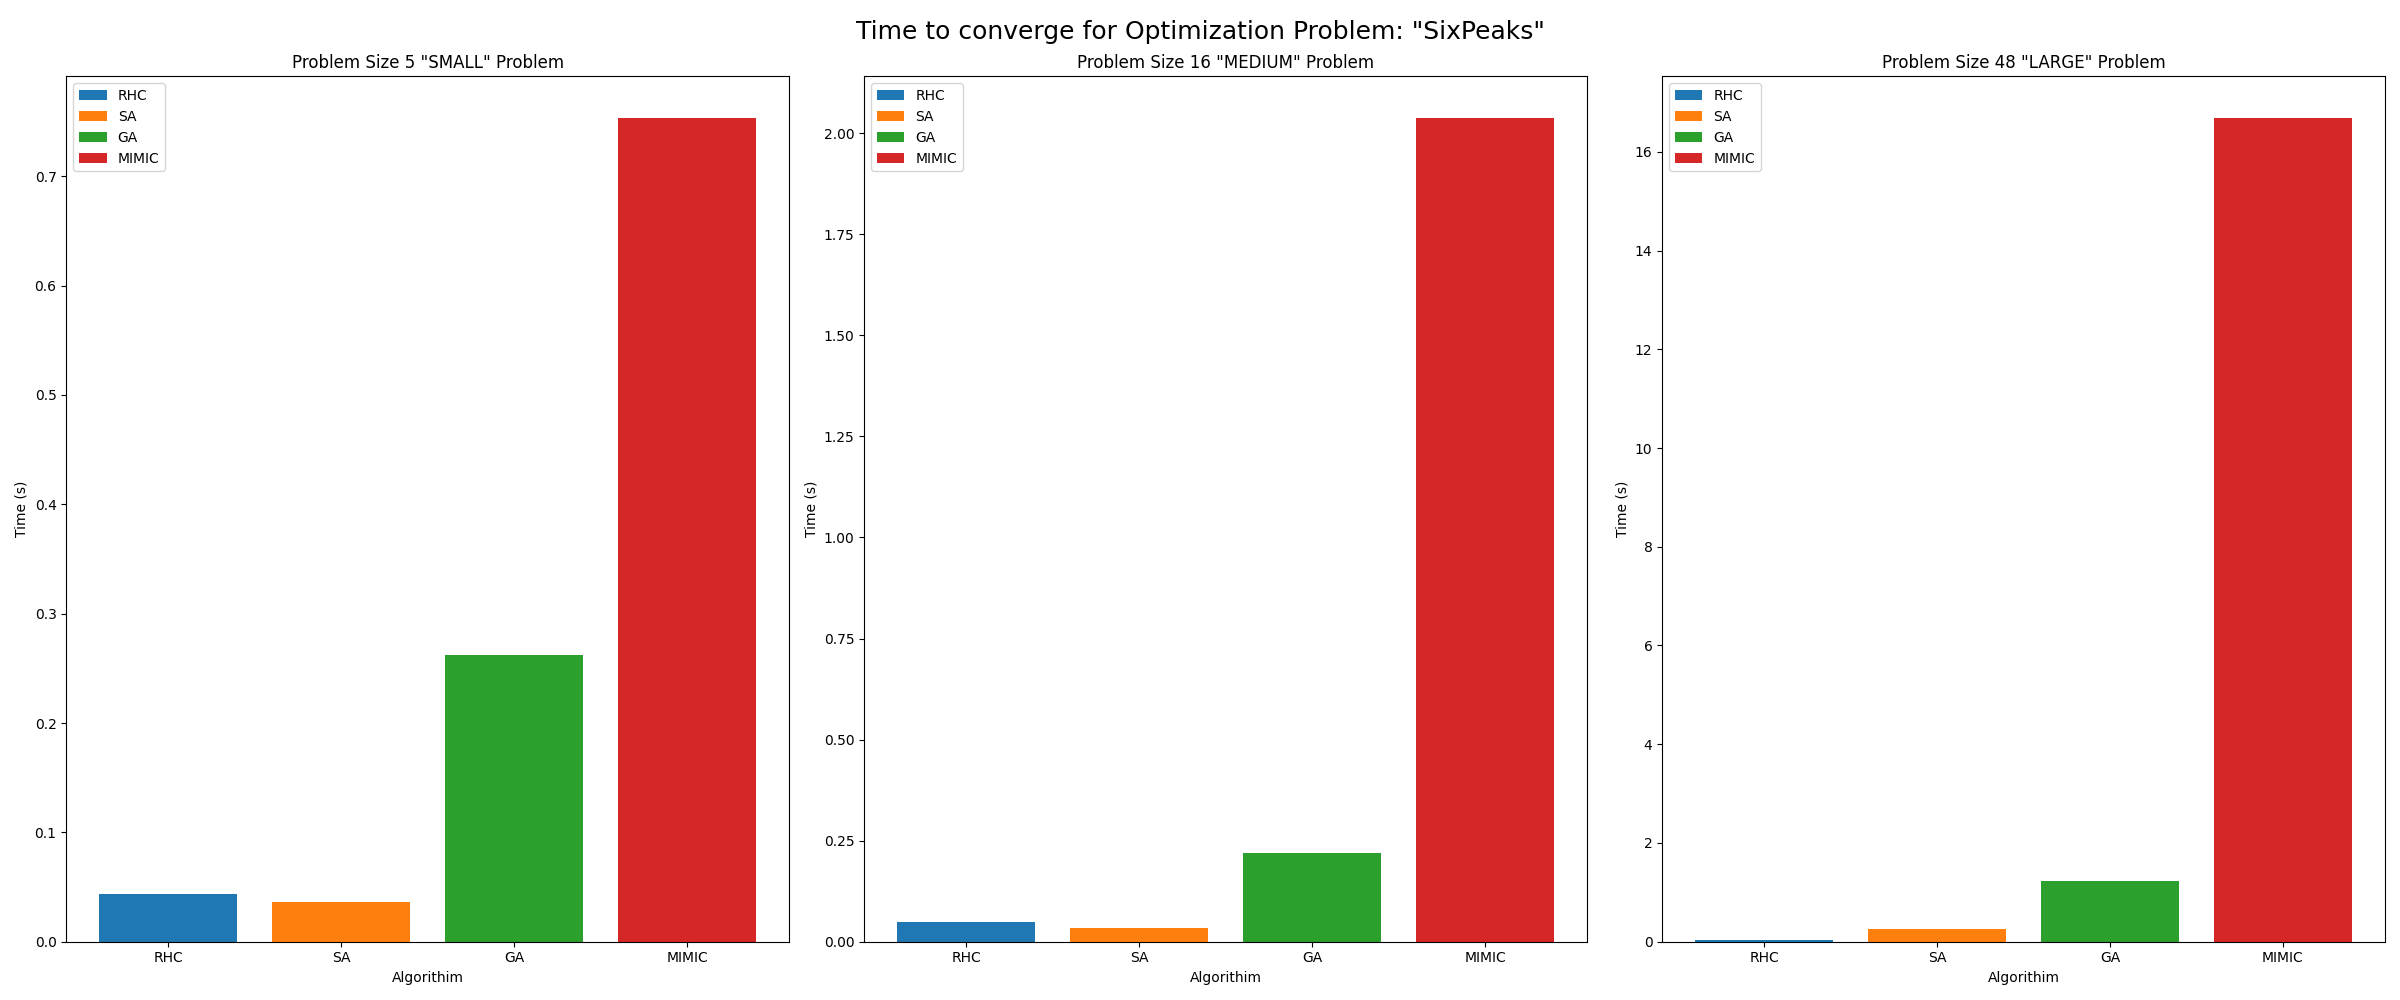 Time to converge for Optimization Problem: "SixPeaks"
Problem Size 5 "SMALL" Problem
RHC
SA
GA
MIMIC
0.7
0.6
0.5
0.4
0.3
0.2
0.1
0.0
Time (s)
RHC SA GA MIMIC
Algorithim
Problem Size 16 "MEDIUM" Problem
RHC
SA
GA
MIMIC
2.00
1.75
1.50
1.25
1.00
0.75
0.50
0.25
0.00
Time (s)
RHC SA GA MIMIC
Algorithim
Problem Size 48 "LARGE" Problem
RHC
SA
GA
MIMIC
16
14
12
10
8
6
4
2
0
Time (s)
RHC SA GA MIMIC
Algorithim